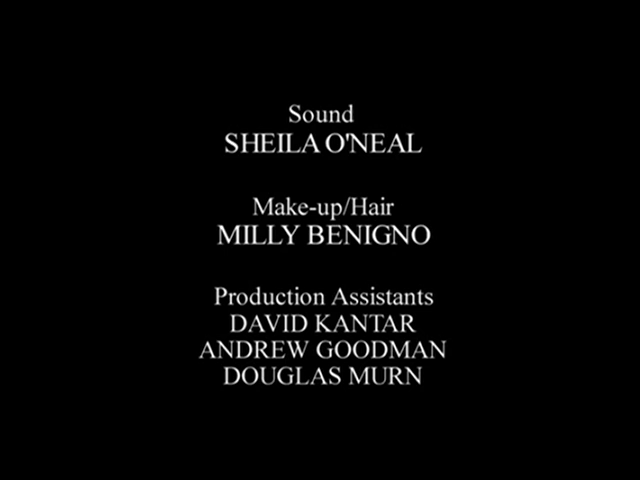 Sound
SHEILA O'NEAL
Make-up/Hair
MILLY BENIGNO
Production Assistants
DAVID KANTAR
ANDREW GOODMAN
DOUGLAS MURN